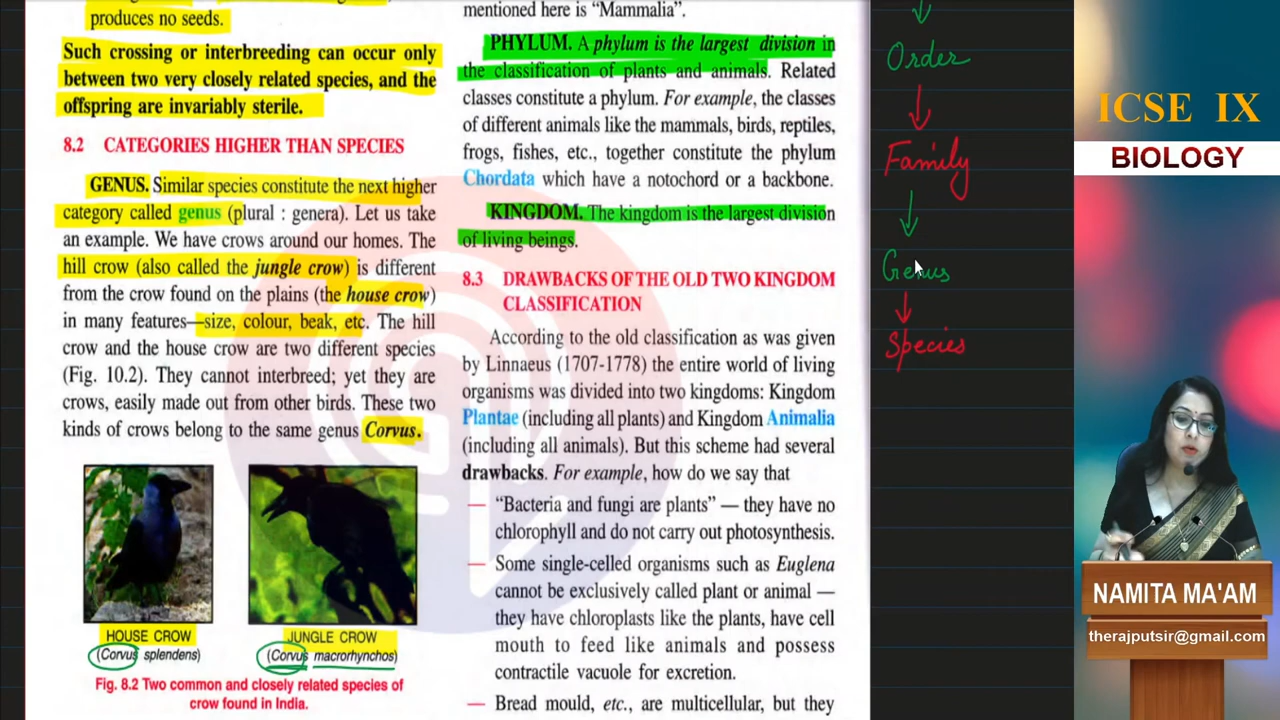 produces no seeds.
Such crossing or interbreeding can occur only
between two very closely related species, and the
offspring are invariably sterile.
8.2 CATEGORIES HIGHER THAN SPECIES
GENUS. Similar species constitute the next higher
category called genus (plural : genera). Let us take
an example. We have crows around our homes. The
hill crow (also called the jungle crow) is different
from the crow found on the plains (the house crow)
in many features—size, colour, beak, etc. The hill
crow and the house crow are two different species
(Fig. 10.2). They cannot interbreed; yet they are
crows, easily made out from other birds. These two
kinds of crows belong to the same genus Corvus.
HOUSE CROW
(Corvus splendens)
JUNGLE CROW
(Corvus macrorhynchos)
Fig. 8.2 Two common and closely related species of
crow found in India.
mentioned here is “Mammalia”.
PHYLUM. A phylum is the largest division in
the classification of plants and animals. Related
classes constitute a phylum. For example, the classes
of different animals like the mammals, birds, reptiles,
frogs, fishes, etc., together constitute the phylum
Chordata which have a notochord or a backbone.
KINGDOM. The kingdom is the largest division
of living beings.
8.3 DRAWBACKS OF THE OLD TWO KINGDOM
CLASSIFICATION
According to the old classification as was given
by Linnaeus (1707-1778) the entire world of living
organisms was divided into two kingdoms: Kingdom
Plantae (including all plants) and Kingdom Animalia
(including all animals). But this scheme had several
drawbacks. For example, how do we say that
— “Bacteria and fungi are plants” — they have no
chlorophyll and do not carry out photosynthesis.
— Some single-celled organisms such as Euglena
cannot be exclusively called plant or animal —
they have chloroplasts like the plants, have cell
mouth to feed like animals and possess
contractile vacuole for excretion.
— Bread mould, etc., are multicellular, but they
Order
Family
Genus
Species
ICSE IX
BIOLOGY
NAMITA MA'AM
therajputsir@gmail.com